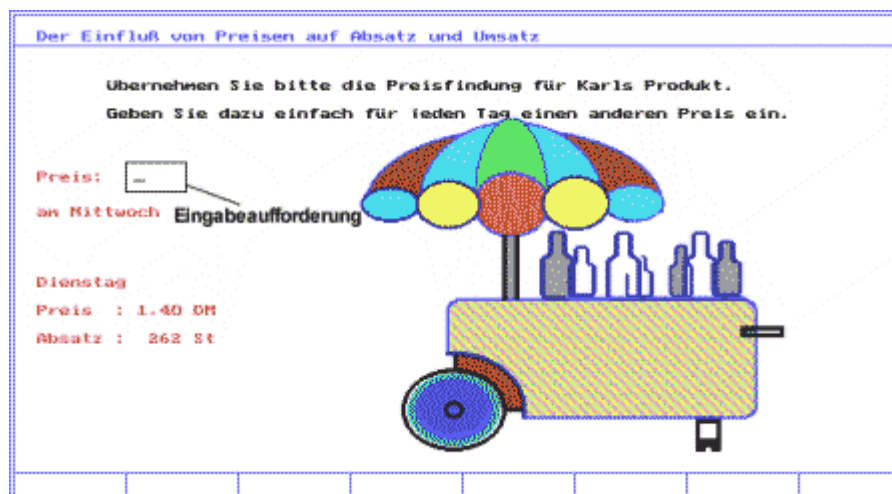 Der Einfluß von Preisen auf Absatz und Umsatz
Übernehmen Sie bitte die Preisfindung für Karls Produkt.
Geben Sie dazu einfach für jeden Tag einen anderen Preis ein.
Preis:
am Mittwoch
Eingabeaufforderung
Dienstag
Preis : 1.40 DM
Absatz : 262 St